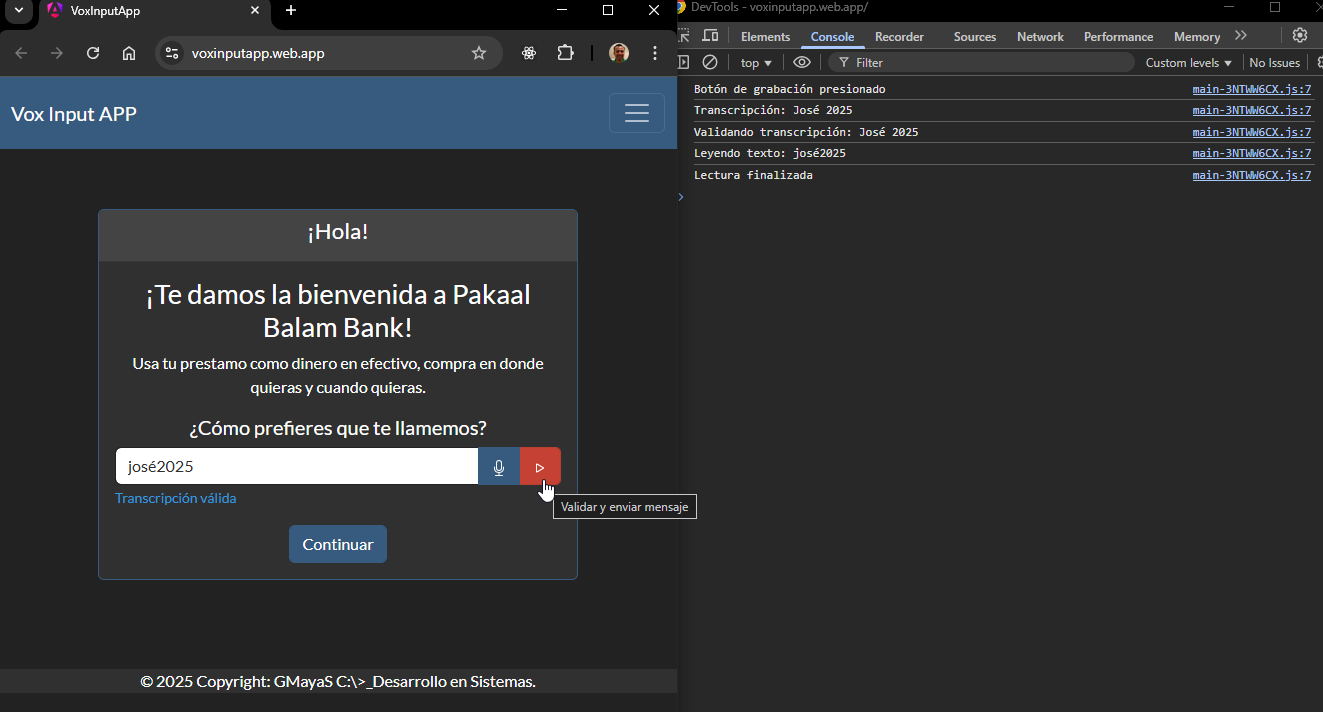 VoxInputApp
voxinputapp.web.app
Vox Input APP
¡Hola!
¡Te damos la bienvenida a Pakaal
Balam Bank!
Usa tu prestamo como dinero en efectivo, compra en donde
quieras y cuando quieras.
¿Cómo prefieres que te llamemos?
josé2025
Transcripción válida
Validar y enviar mensaje
Continuar
© 2025 Copyright: GMayaS C:\>_Desarrollo en Sistemas.
DevTools - voxinputapp.web.app/
Elements Console Recorder Sources Network Performance Memory
top Filter Custom levels No Issues
Botón de grabación presionado main-3NTWW6CX.js:7
Transcripción: José 2025 main-3NTWW6CX.js:7
Validando transcripción: José 2025 main-3NTWW6CX.js:7
Leyendo texto: josé2025 main-3NTWW6CX.js:7
Lectura finalizada main-3NTWW6CX.js:7